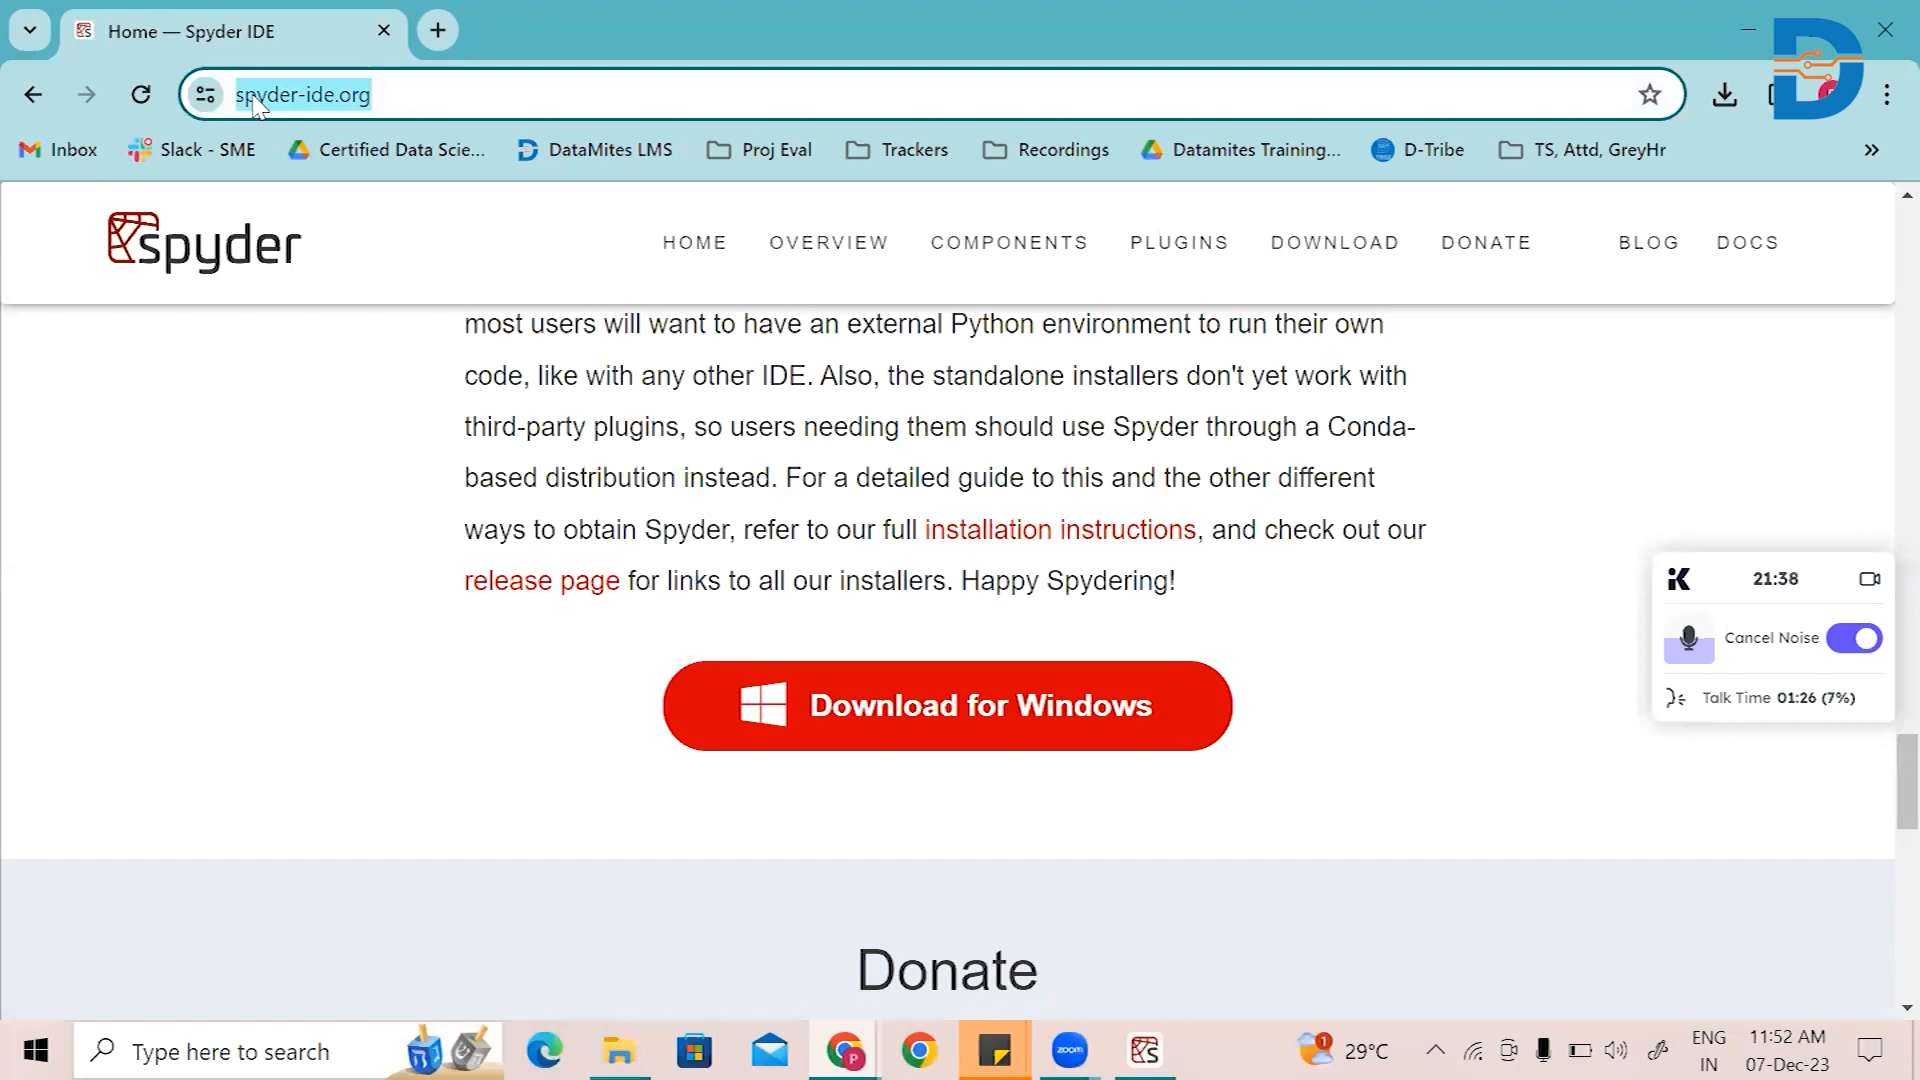 Home — Spyder IDE
spyder-ide.org
Inbox
Slack - SME
Certified Data Scie...
DataMites LMS
Proj Eval
Trackers
Recordings
Datamites Training...
D-Tribe
TS, Attd, GreyHr
spyder
HOME
OVERVIEW
COMPONENTS
PLUGINS
DOWNLOAD
DONATE
BLOG
DOCS
most users will want to have an external Python environment to run their own
code, like with any other IDE. Also, the standalone installers don't yet work with
third-party plugins, so users needing them should use Spyder through a Conda-
based distribution instead. For a detailed guide to this and the other different
ways to obtain Spyder, refer to our full installation instructions, and check out our
release page for links to all our installers. Happy Spydering!
21:38
Cancel Noise
Talk Time 01:26 (7%)
Download for Windows
Donate
Type here to search
P
zoom
1
29°C
ENG
IN
11:52 AM
07-Dec-23